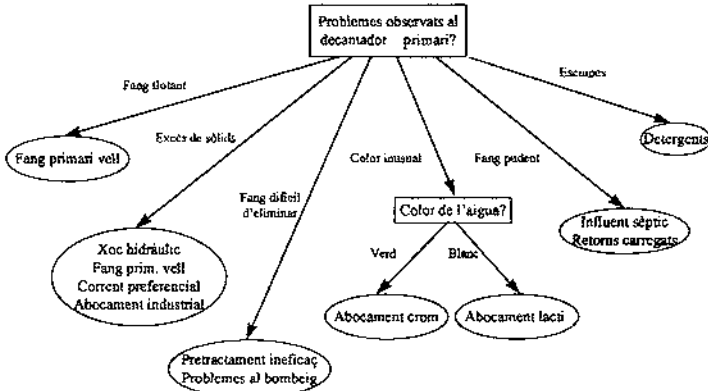 Problemes observats al
decantador primari?
Fang flotant
Escumes
Excés de sòlids
Detergents
Fang primari vell
Color inusual
Fang pudent
Fang difícil
d'eliminar
Color de l'aigua?
Influent sèptic
Retorns carregats
Xoc hidràulic
Fang prim. vell
Corrent preferencial
Abocament industrial
Verd
Blanc
Abocament crom
Abocament lacti
Pretractament ineficaç
Problemes al bombeig